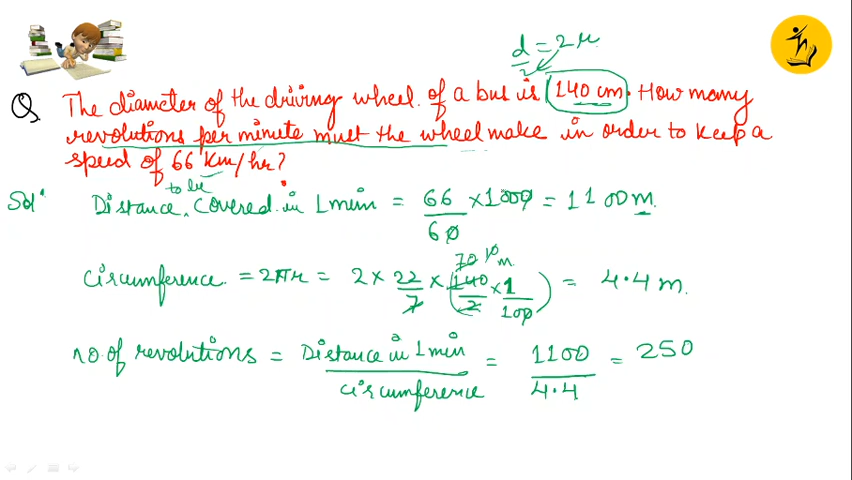 d/2 = 2r
Q The diameter of the driving wheel of a bus is 140 cm. How many
revolutions per minute must the wheel make in order to keep a
speed of 66 km/hr?
Sol. Distance to be covered in 1 min = 66/60 × 1000 = 1100 m
circumference = 2πr = 2 × 22/7 × (140/2 × 1/100) = 4.4 m
70 10 m
no. of revolutions = Distance in 1 min / circumference = 1100/4.4 = 250